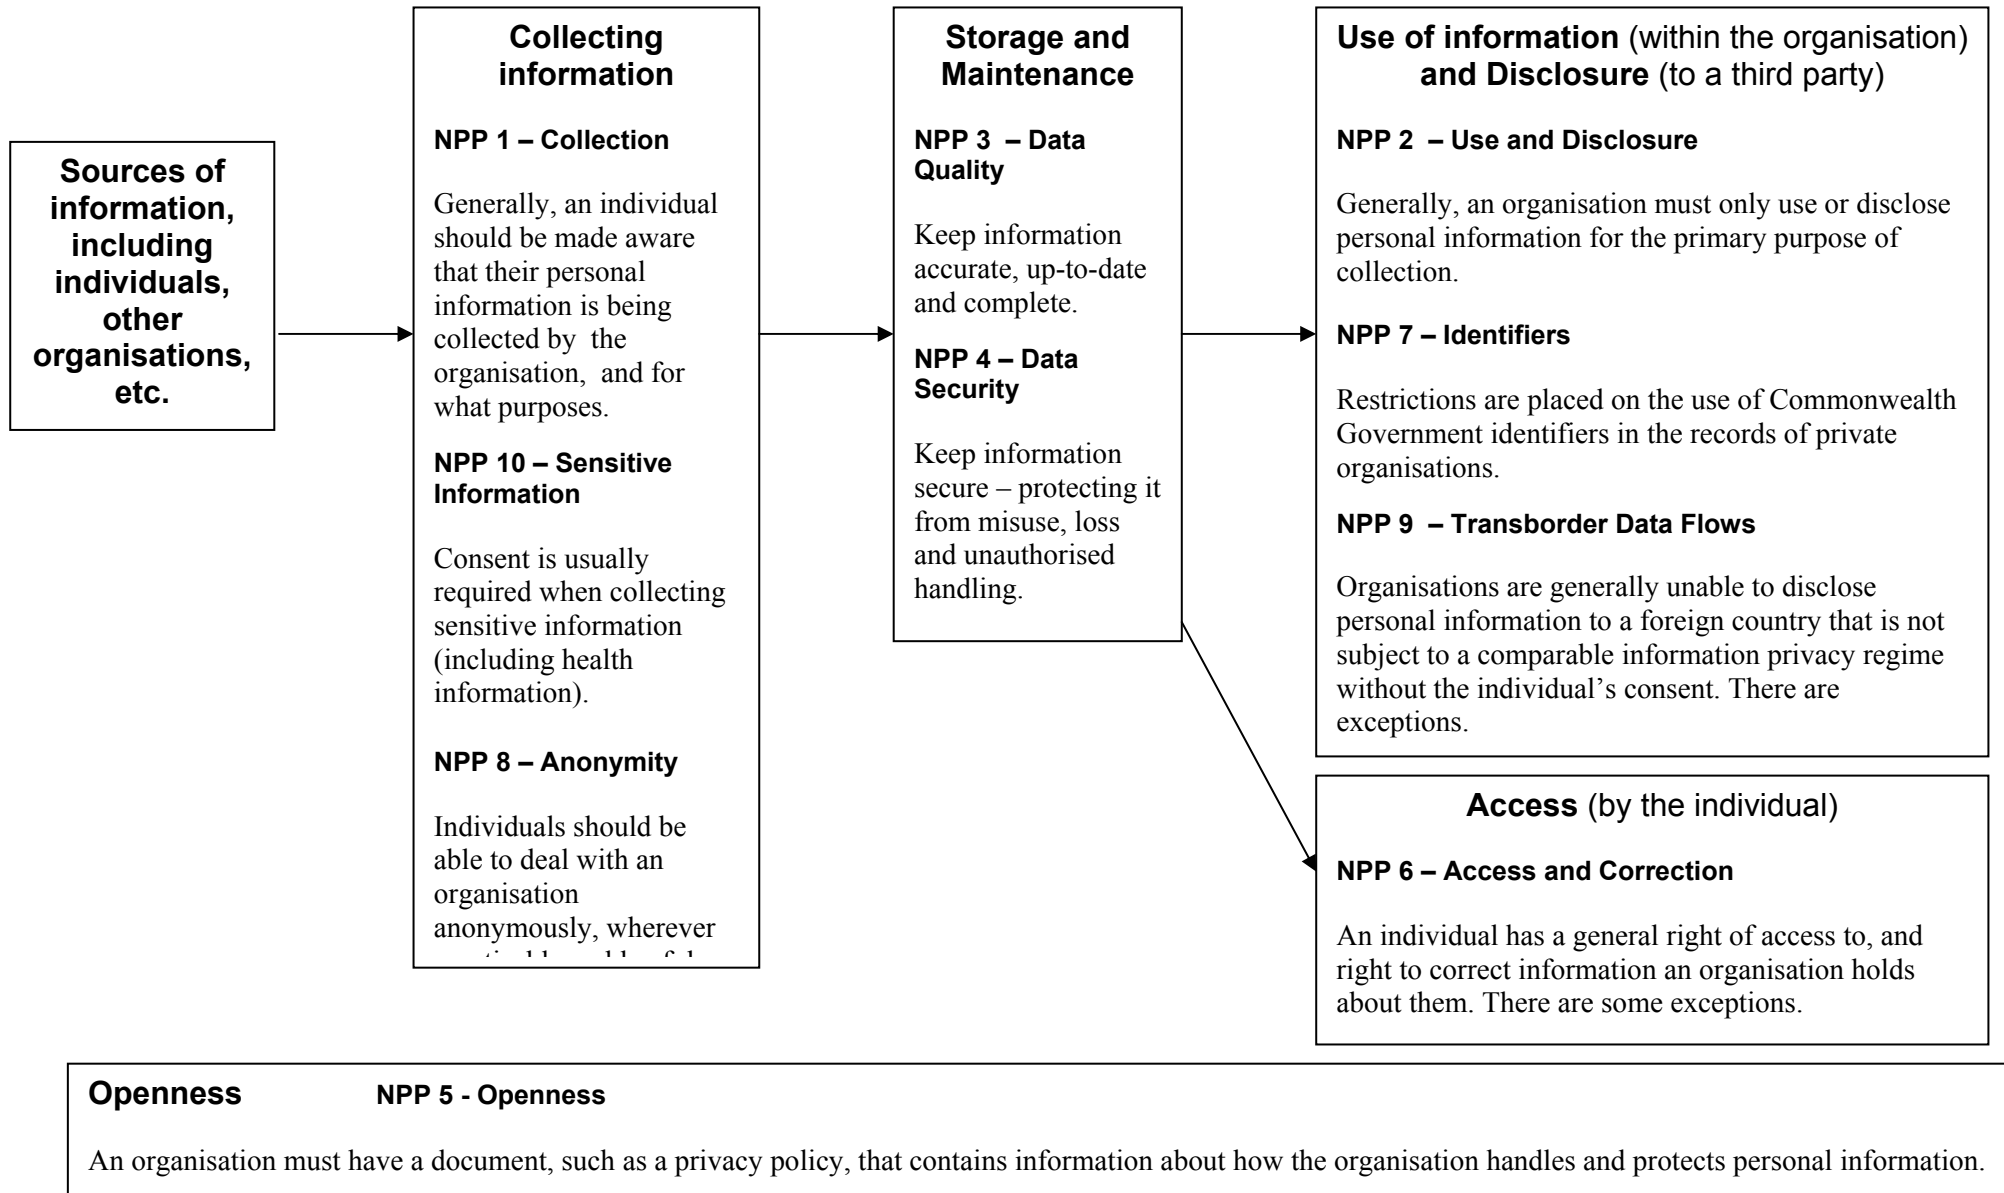 Sources of
information,
including
individuals,
other
organisations,
etc.
Collecting
information
NPP 1 – Collection
Generally, an individual
should be made aware
that their personal
information is being
collected by  the
organisation,  and for
what purposes.
NPP 10 – Sensitive
Information
Consent is usually
required when collecting
sensitive information
(including health
information).
NPP 8 – Anonymity
Individuals should be
able to deal with an
organisation
anonymously, wherever
Storage and
Maintenance
NPP 3  – Data
Quality
Keep information
accurate, up-to-date
and complete.
NPP 4 – Data
Security
Keep information
secure – protecting it
from misuse, loss
and unauthorised
handling.
Use of information (within the organisation)
and Disclosure (to a third party)
NPP 2  – Use and Disclosure
Generally, an organisation must only use or disclose
personal information for the primary purpose of
collection.
NPP 7 – Identifiers
Restrictions are placed on the use of Commonwealth
Government identifiers in the records of private
organisations.
NPP 9  – Transborder Data Flows
Organisations are generally unable to disclose
personal information to a foreign country that is not
subject to a comparable information privacy regime
without the individual’s consent. There are
exceptions.
Access (by the individual)
NPP 6 – Access and Correction
An individual has a general right of access to, and
right to correct information an organisation holds
about them. There are some exceptions.
Openness NPP 5 - Openness
An organisation must have a document, such as a privacy policy, that contains information about how the organisation handles and protects personal information.